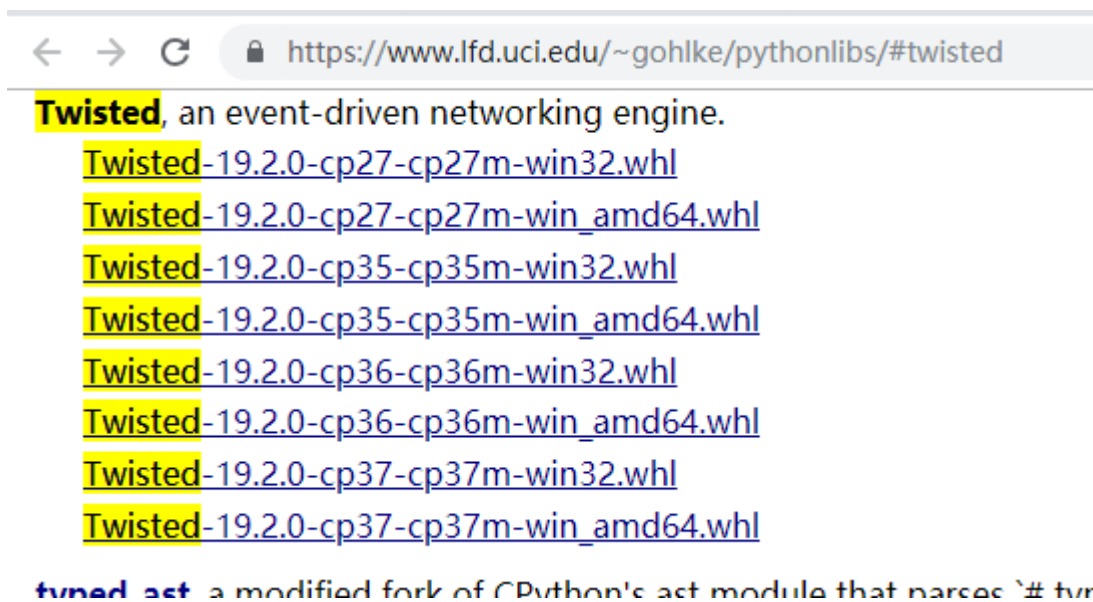 https://www.lfd.uci.edu/~gohlke/pythonlibs/#twisted
Twisted, an event-driven networking engine.
Twisted-19.2.0-cp27-cp27m-win32.whl
Twisted-19.2.0-cp27-cp27m-win_amd64.whl
Twisted-19.2.0-cp35-cp35m-win32.whl
Twisted-19.2.0-cp35-cp35m-win_amd64.whl
Twisted-19.2.0-cp36-cp36m-win32.whl
Twisted-19.2.0-cp36-cp36m-win_amd64.whl
Twisted-19.2.0-cp37-cp37m-win32.whl
Twisted-19.2.0-cp37-cp37m-win_amd64.whl
typed_ast, a modified fork of CPython's ast module that parses `# typ